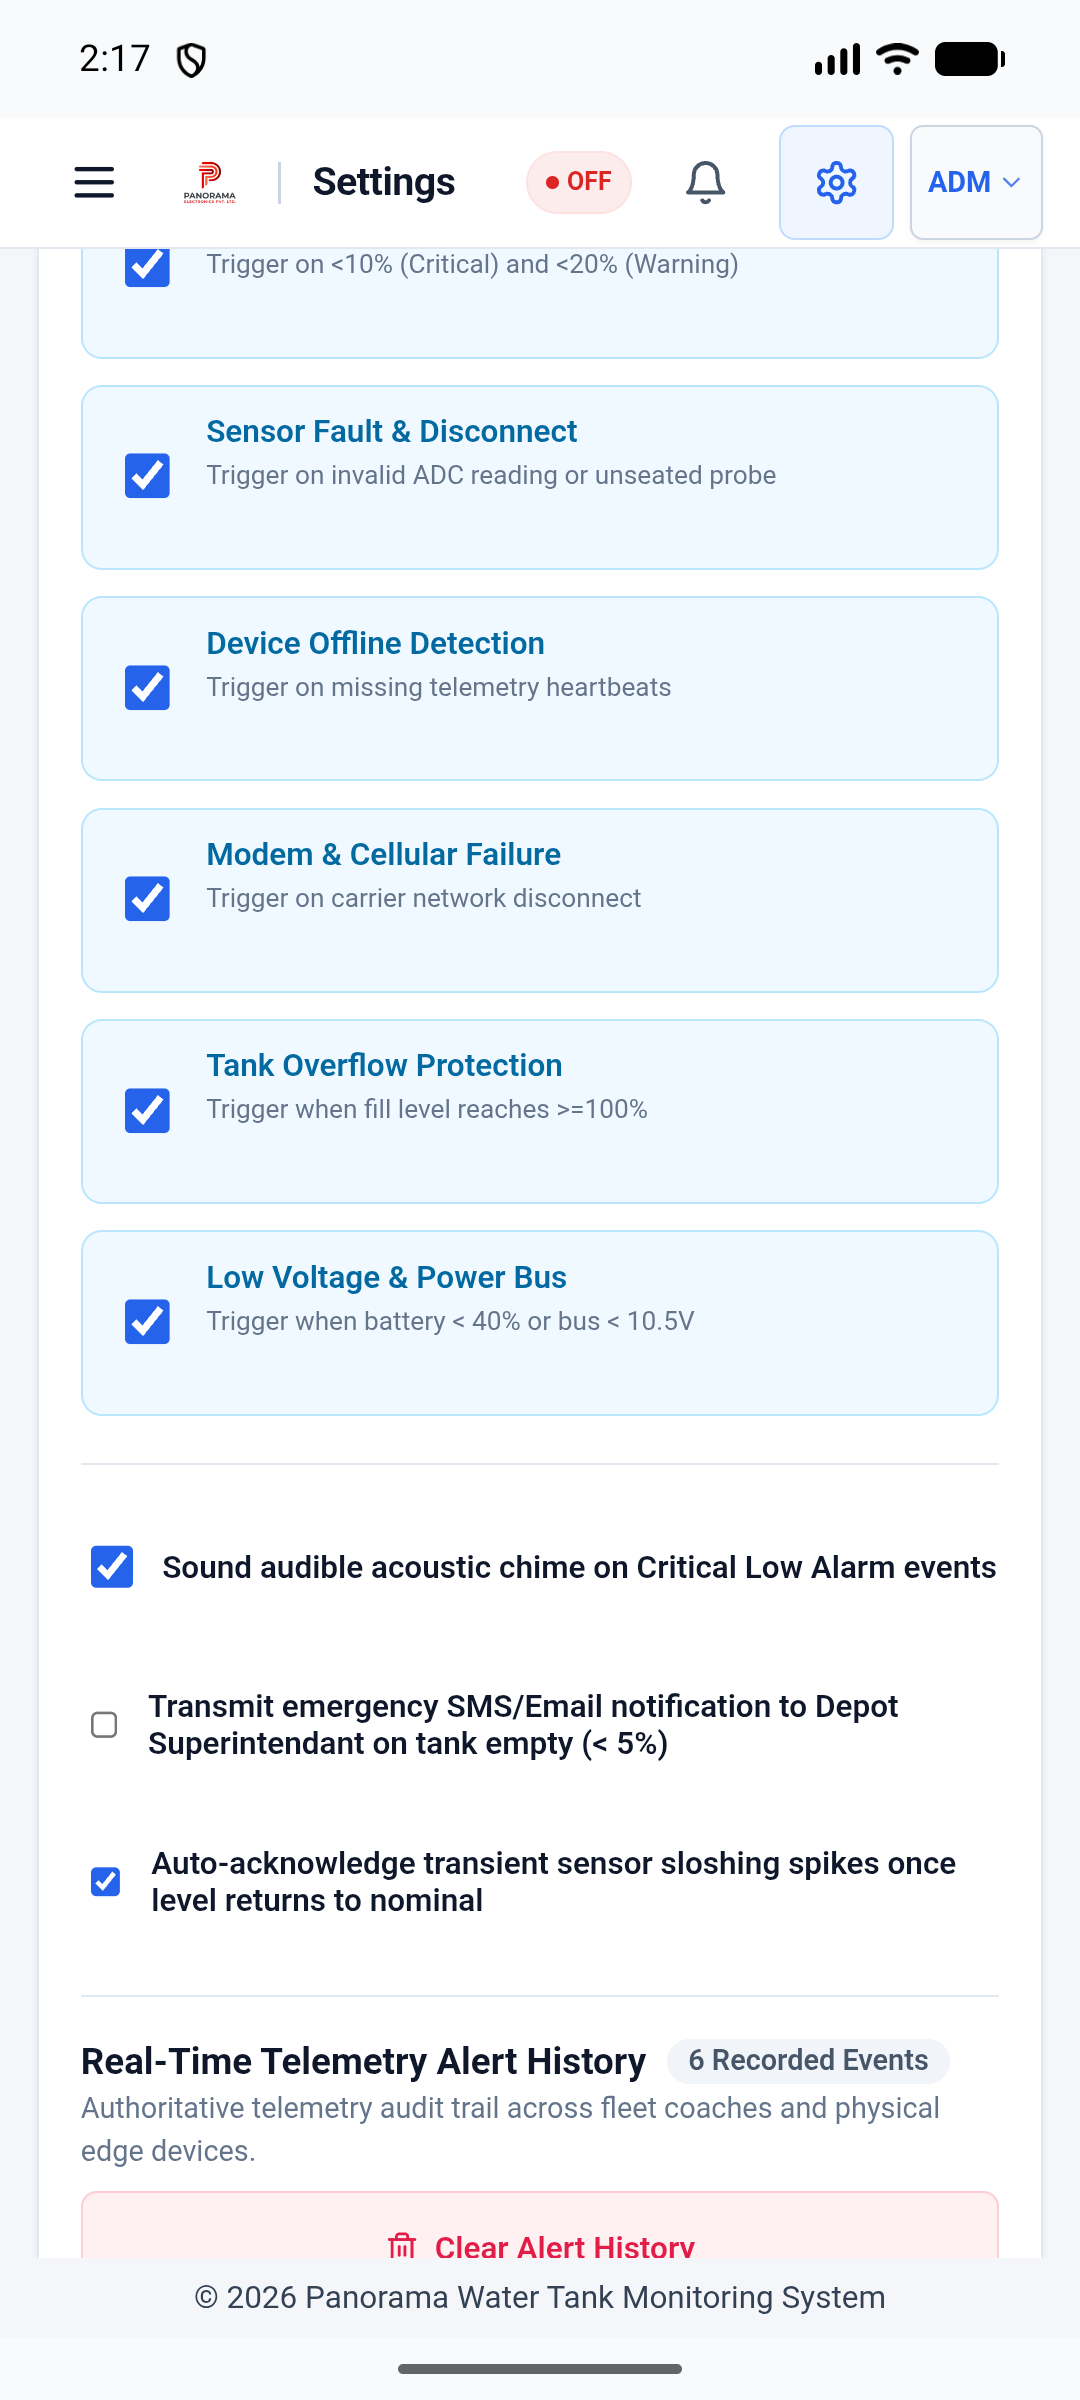 2:17
PANORAMA
ELECTRONICS PVT. LTD.
Settings
OFF
ADM
Trigger on <10% (Critical) and <20% (Warning)
Sensor Fault & Disconnect
Trigger on invalid ADC reading or unseated probe
Device Offline Detection
Trigger on missing telemetry heartbeats
Modem & Cellular Failure
Trigger on carrier network disconnect
Tank Overflow Protection
Trigger when fill level reaches >=100%
Low Voltage & Power Bus
Trigger when battery < 40% or bus < 10.5V
Sound audible acoustic chime on Critical Low Alarm events
Transmit emergency SMS/Email notification to Depot
Superintendant on tank empty (< 5%)
Auto-acknowledge transient sensor sloshing spikes once
level returns to nominal
Real-Time Telemetry Alert History
6 Recorded Events
Authoritative telemetry audit trail across fleet coaches and physical
edge devices.
Clear Alert History
© 2026 Panorama Water Tank Monitoring System